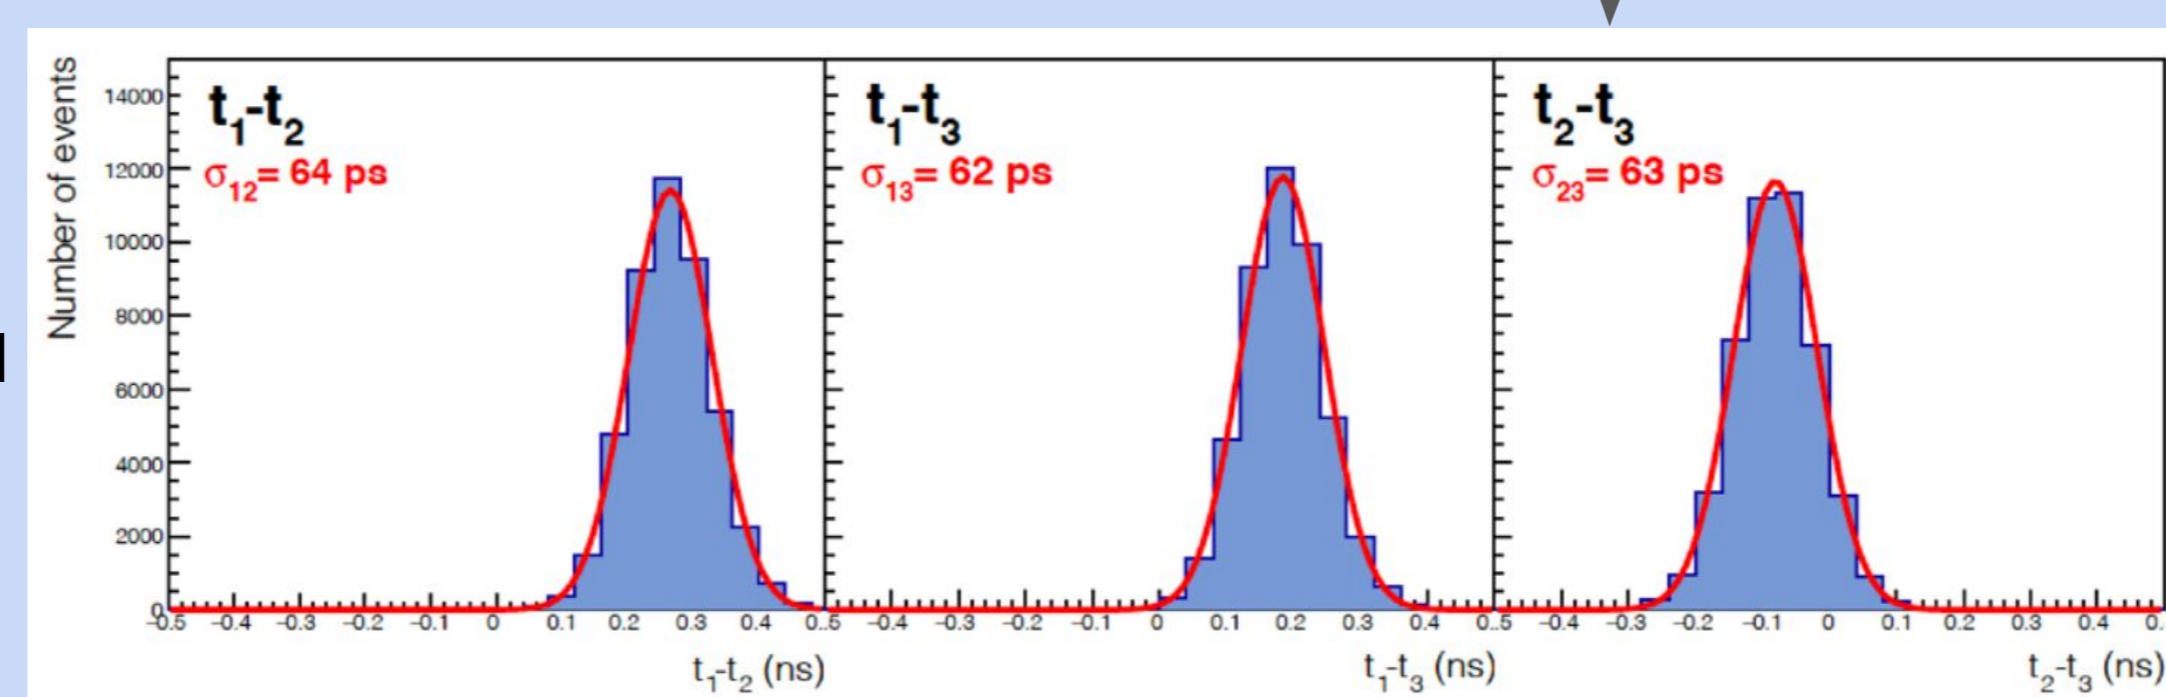 Number of events
14000
12000
10000
8000
6000
4000
2000
0
t₁-t₂
σ₁₂= 64 ps
-0.5 -0.4 -0.3 -0.2 -0.1 0 0.1 0.2 0.3 0.4 0..5
t₁-t₂ (ns)
t₁-t₃
σ₁₃= 62 ps
-0.4 -0.3 -0.2 -0.1 0 0.1 0.2 0.3 0.4 0..5
t₁-t₃ (ns)
t₂-t₃
σ₂₃= 63 ps
-0.4 -0.3 -0.2 -0.1 0 0.1 0.2 0.3 0.4 0.
t₂-t₃ (ns)